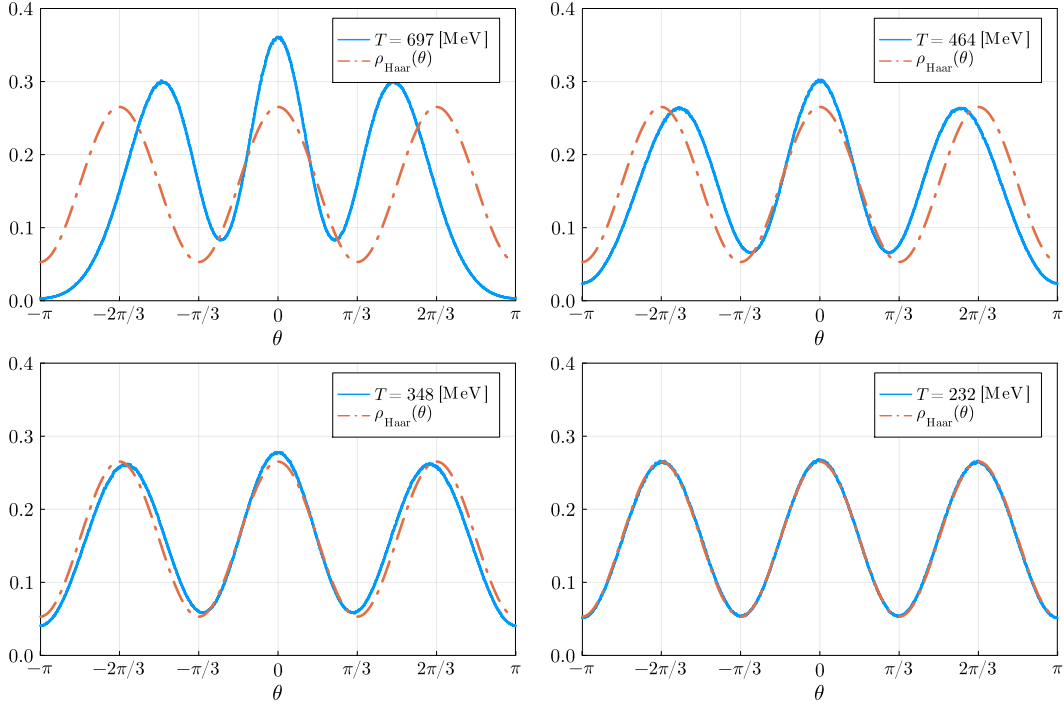 0.4
0.3
0.2
0.1
0.0
−π
−2π/3
−π/3
0
π/3
2π/3
π
θ
T = 697 [MeV]
ρHaar(θ)
0.4
0.3
0.2
0.1
0.0
−π
−2π/3
−π/3
0
π/3
2π/3
π
θ
T = 464 [MeV]
ρHaar(θ)
0.4
0.3
0.2
0.1
0.0
−π
−2π/3
−π/3
0
π/3
2π/3
π
θ
T = 348 [MeV]
ρHaar(θ)
0.4
0.3
0.2
0.1
0.0
−π
−2π/3
−π/3
0
π/3
2π/3
π
θ
T = 232 [MeV]
ρHaar(θ)